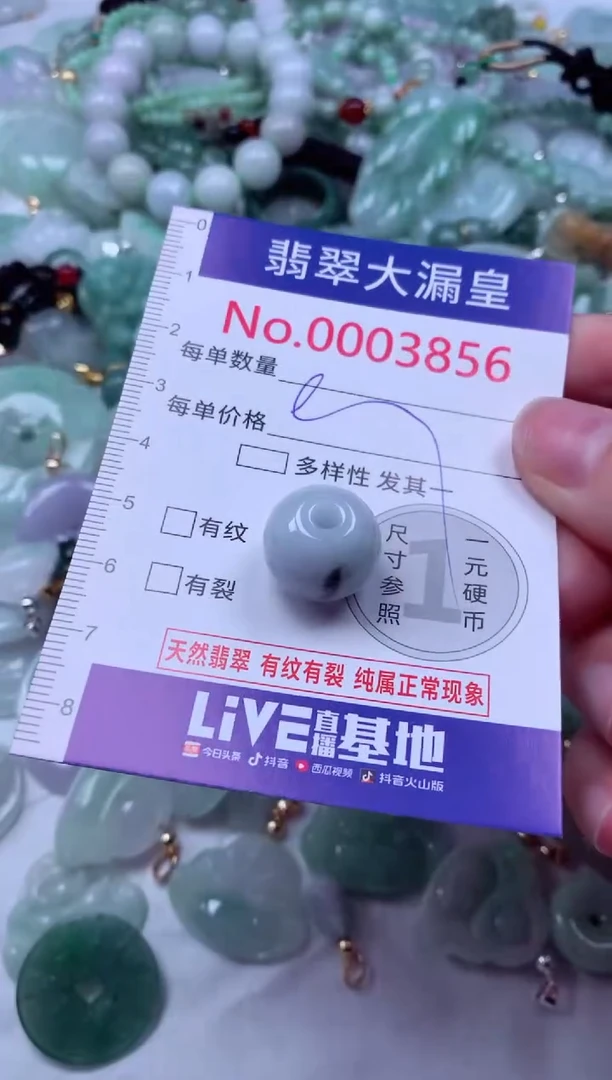 翡翠大漏皇
No.0003856
每单数量
每单价格
多样性 发其一
有纹
有裂
尺寸参照
1
一元硬币
天然翡翠 有纹有裂 纯属正常现象
LiVE直播基地
今日头条 抖音 西瓜视频 抖音火山版
0
1
2
3
4
5
6
7
8